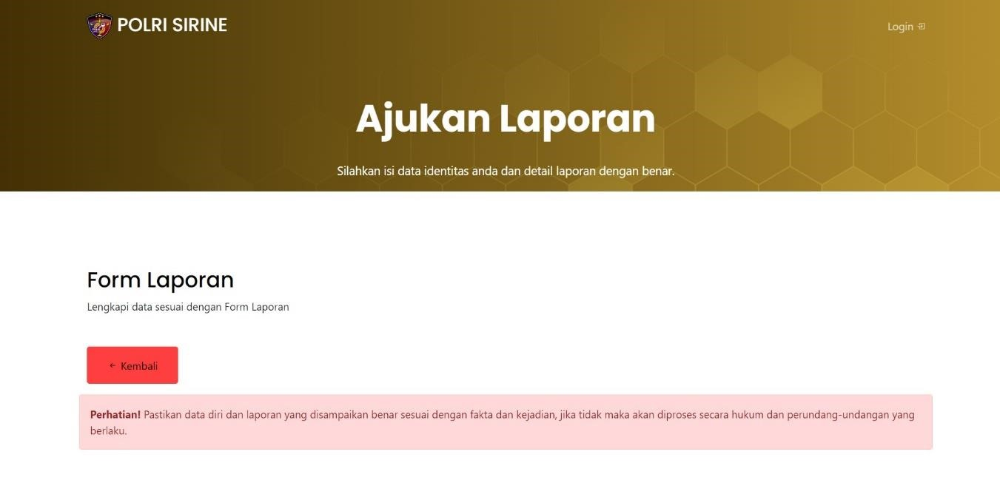 POLRI SIRINE
Login
Ajukan Laporan
Silahkan isi data identitas anda dan detail laporan dengan benar.
Form Laporan
Lengkapi data sesuai dengan Form Laporan
← Kembali
Perhatian! Pastikan data diri dan laporan yang disampaikan benar sesuai dengan fakta dan kejadian, jika tidak maka akan diproses secara hukum dan perundang-undangan yang
berlaku.